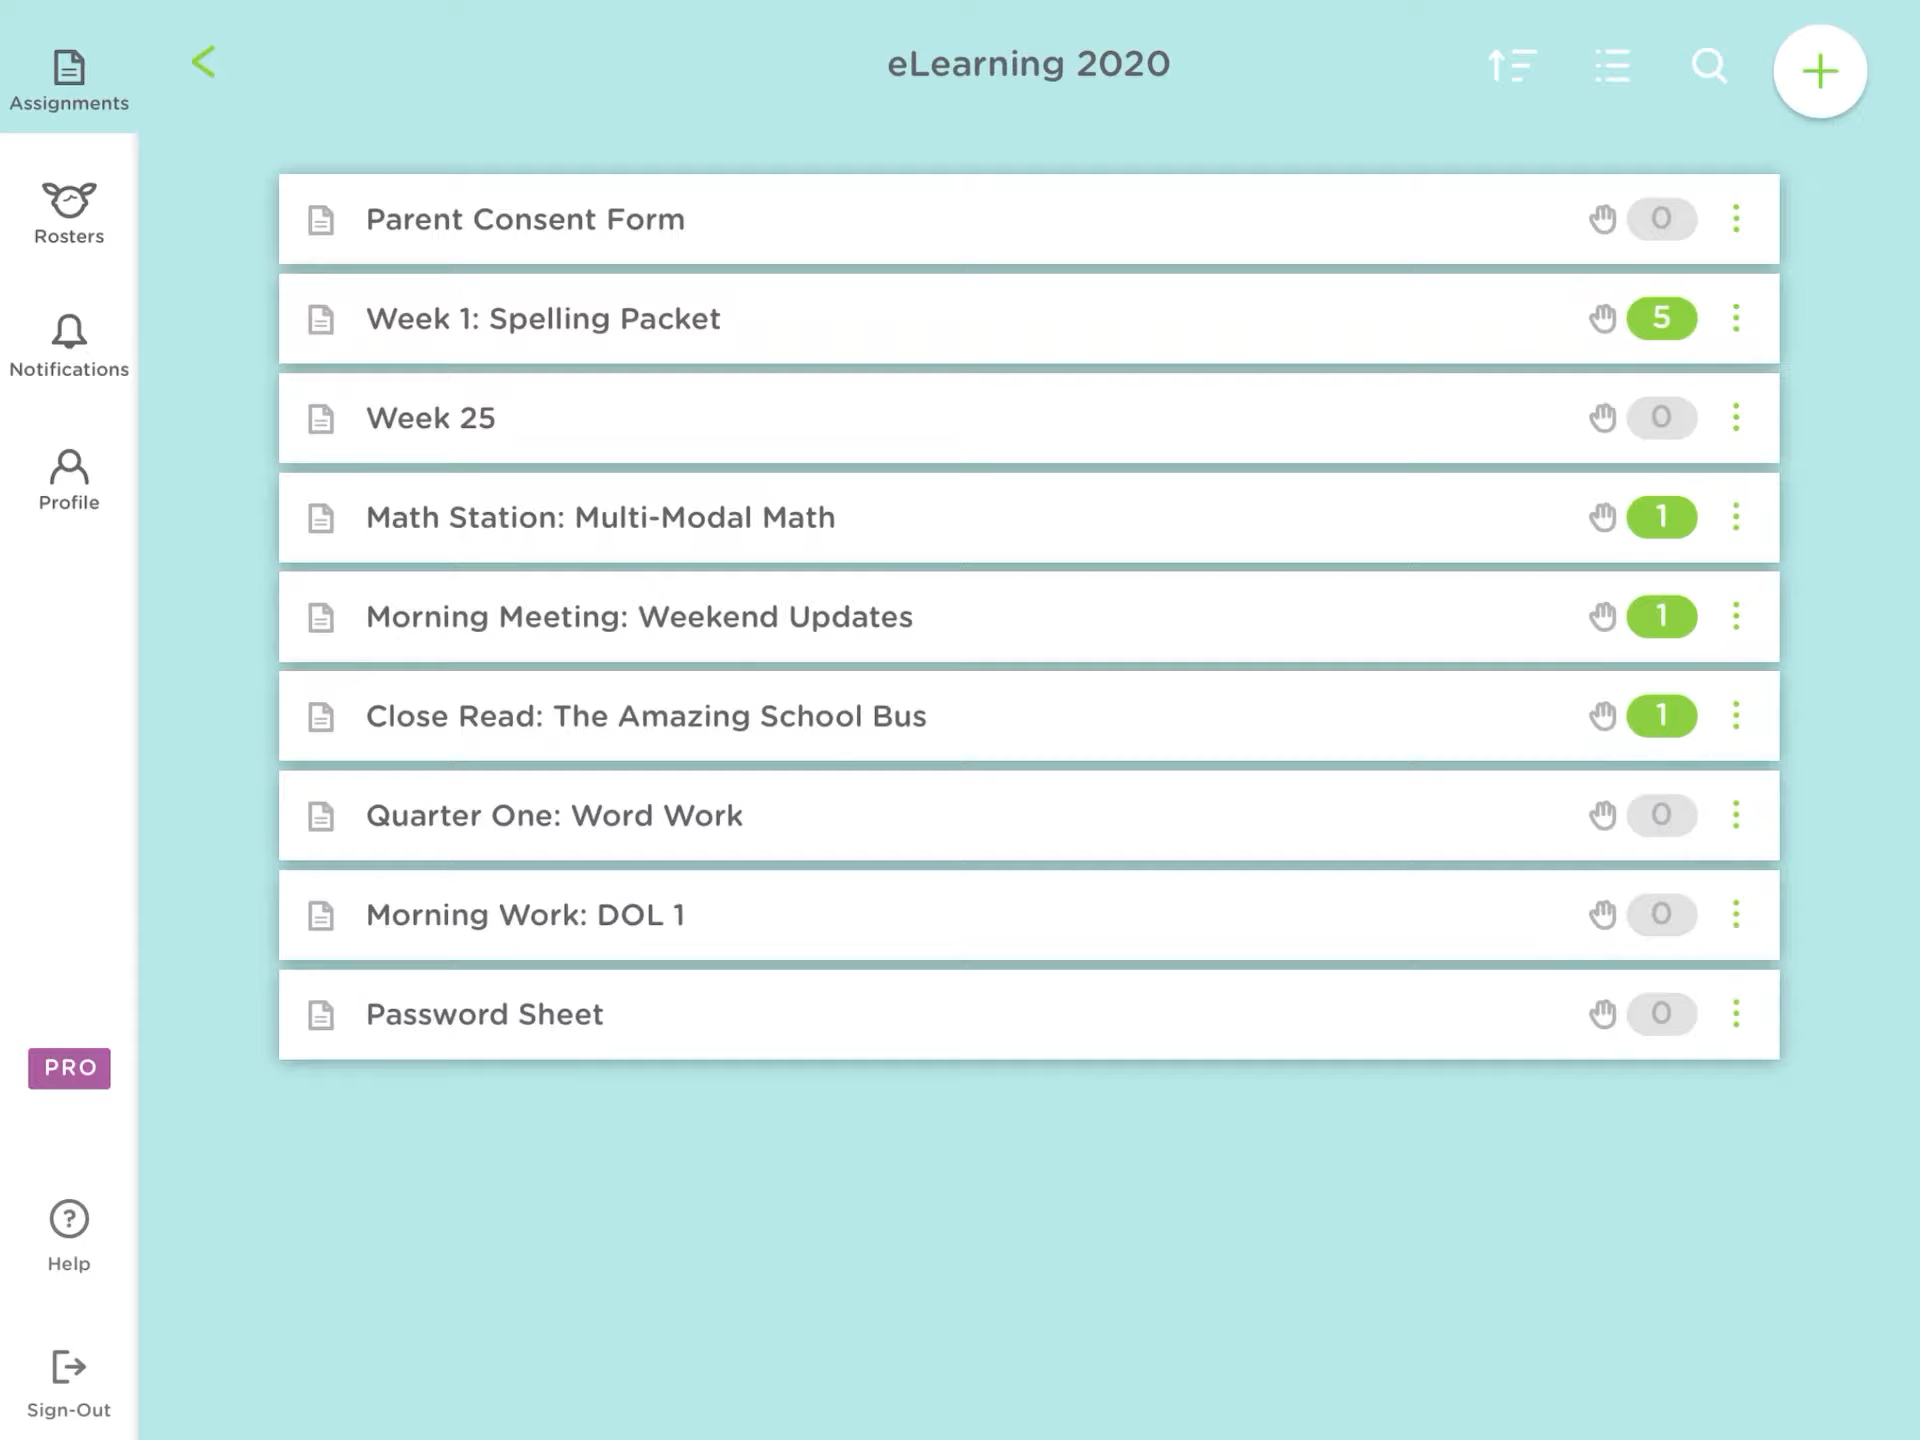 eLearning 2020
Assignments
Rosters
Notifications
Profile
PRO
Help
Sign-Out
Parent Consent Form 0
Week 1: Spelling Packet 5
Week 25 0
Math Station: Multi-Modal Math 1
Morning Meeting: Weekend Updates 1
Close Read: The Amazing School Bus 1
Quarter One: Word Work 0
Morning Work: DOL 1 0
Password Sheet 0